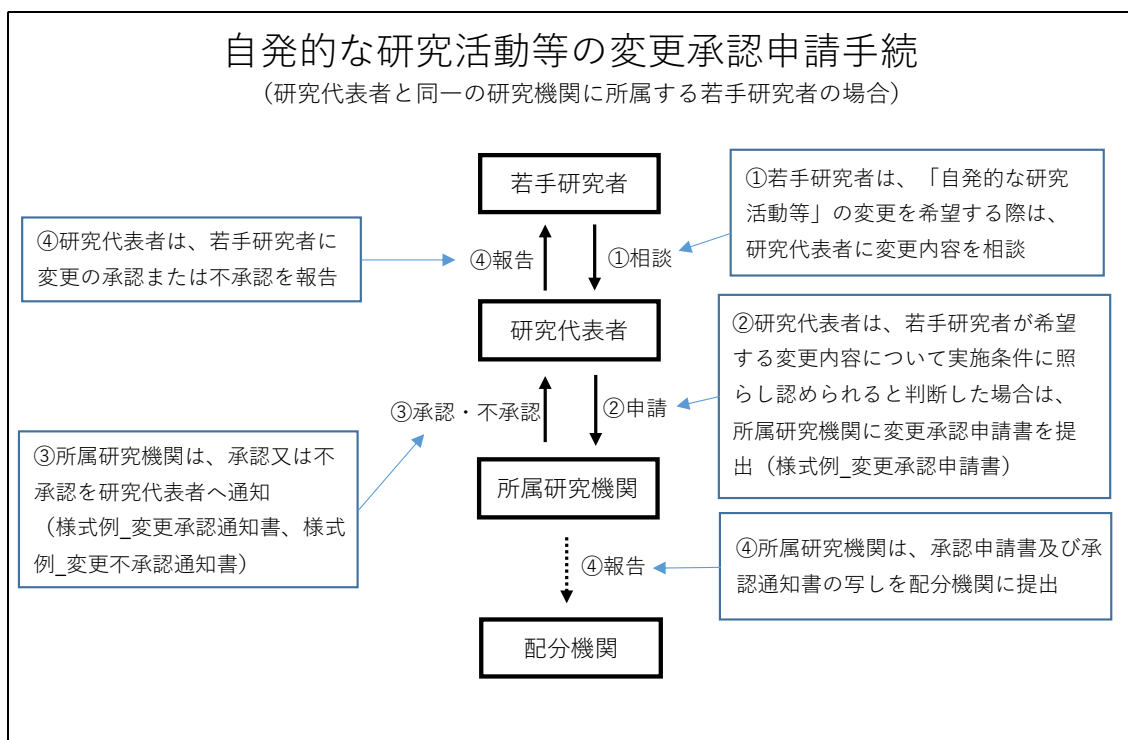 自発的な研究活動等の変更承認申請手続
（研究代表者と同一の研究機関に所属する若手研究者の場合）
若手研究者
①若手研究者は、「自発的な研究
活動等」の変更を希望する際は、
研究代表者に変更内容を相談
④研究代表者は、若手研究者に
変更の承認または不承認を報告
④報告
①相談
研究代表者
②研究代表者は、若手研究者が希望
する変更内容について実施条件に照
らし認められると判断した場合は、
所属研究機関に変更承認申請書を提
出（様式例_変更承認申請書）
③承認・不承認
②申請
③所属研究機関は、承認又は不
承認を研究代表者へ通知
（様式例_変更承認通知書、様式
例_変更不承認通知書）
所属研究機関
④報告
④所属研究機関は、承認申請書及び承
認通知書の写しを配分機関に提出
配分機関